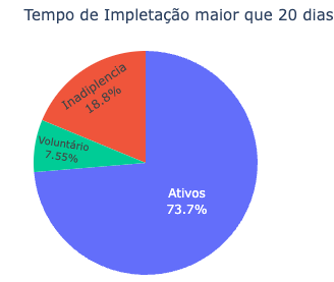 Tempo de Impletação maior que 20 dias
Inadiplencia
18.8%
Voluntário
7.55%
Ativos
73.7%